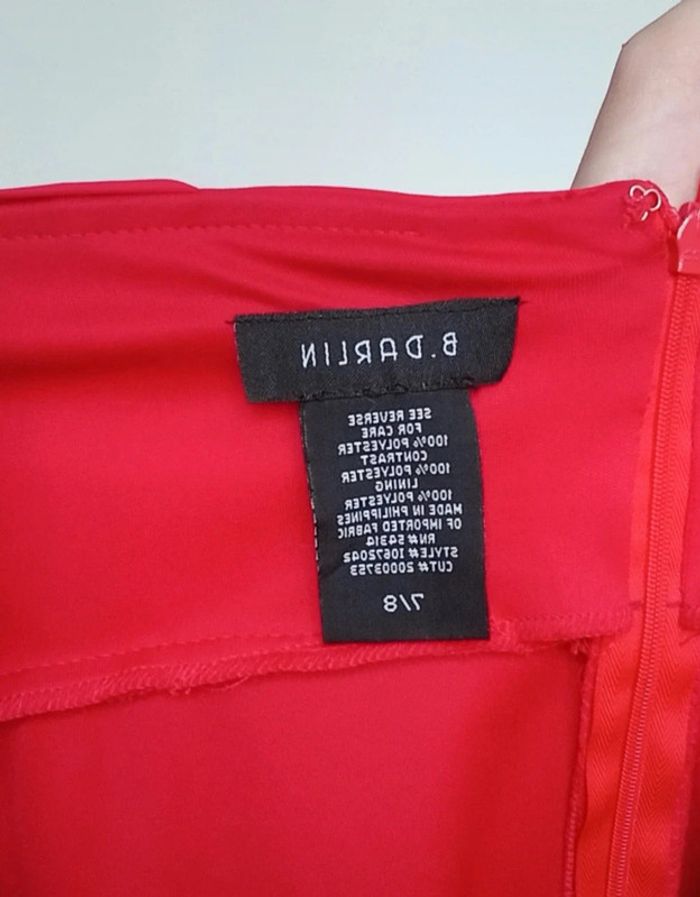 B. DARLIN
SEE REVERSE
FOR CARE
100% POLYESTER
CONTRAST
100% POLYESTER
LINING
100% POLYESTER
MADE IN PHILIPPINES
OF IMPORTED FABRIC
RN# 54314
STYLE# I0672042
CUT# 20003753
7/8